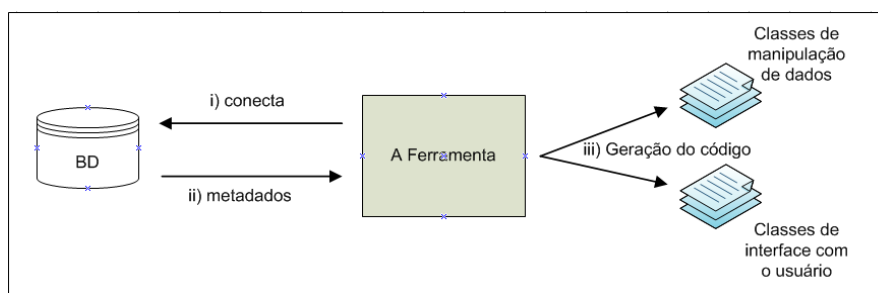 Classes de
manipulação
de dados
i) conecta
BD
A Ferramenta
iii) Geração do código
ii) metadados
Classes de
interface com
o usuário